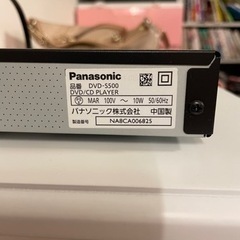 Panasonic
品番 DVD-S500
DVD/CD PLAYER
MAR 100V ～ 10W 50/60Hz
パナソニック株式会社 中国製
製造番号 NA8CA006825